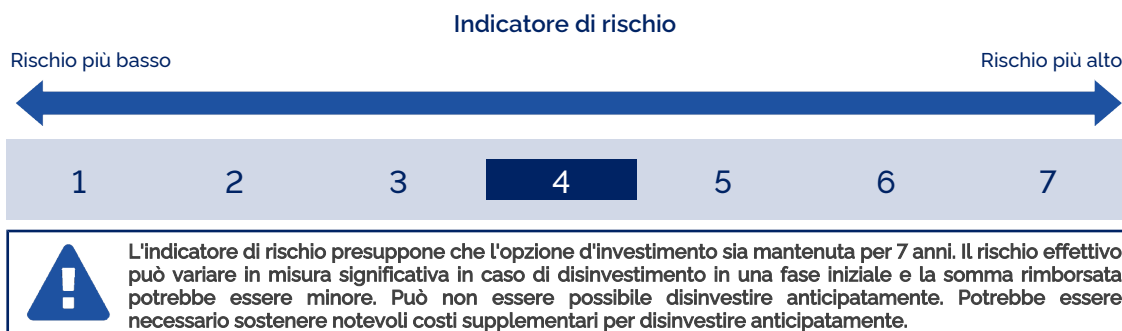 Indicatore di rischio
Rischio più basso Rischio più alto
1 2 3 4 5 6 7
L'indicatore di rischio presuppone che l'opzione d'investimento sia mantenuta per 7 anni. Il rischio effettivo
può variare in misura significativa in caso di disinvestimento in una fase iniziale e la somma rimborsata
potrebbe essere minore. Può non essere possibile disinvestire anticipatamente. Potrebbe essere
necessario sostenere notevoli costi supplementari per disinvestire anticipatamente.